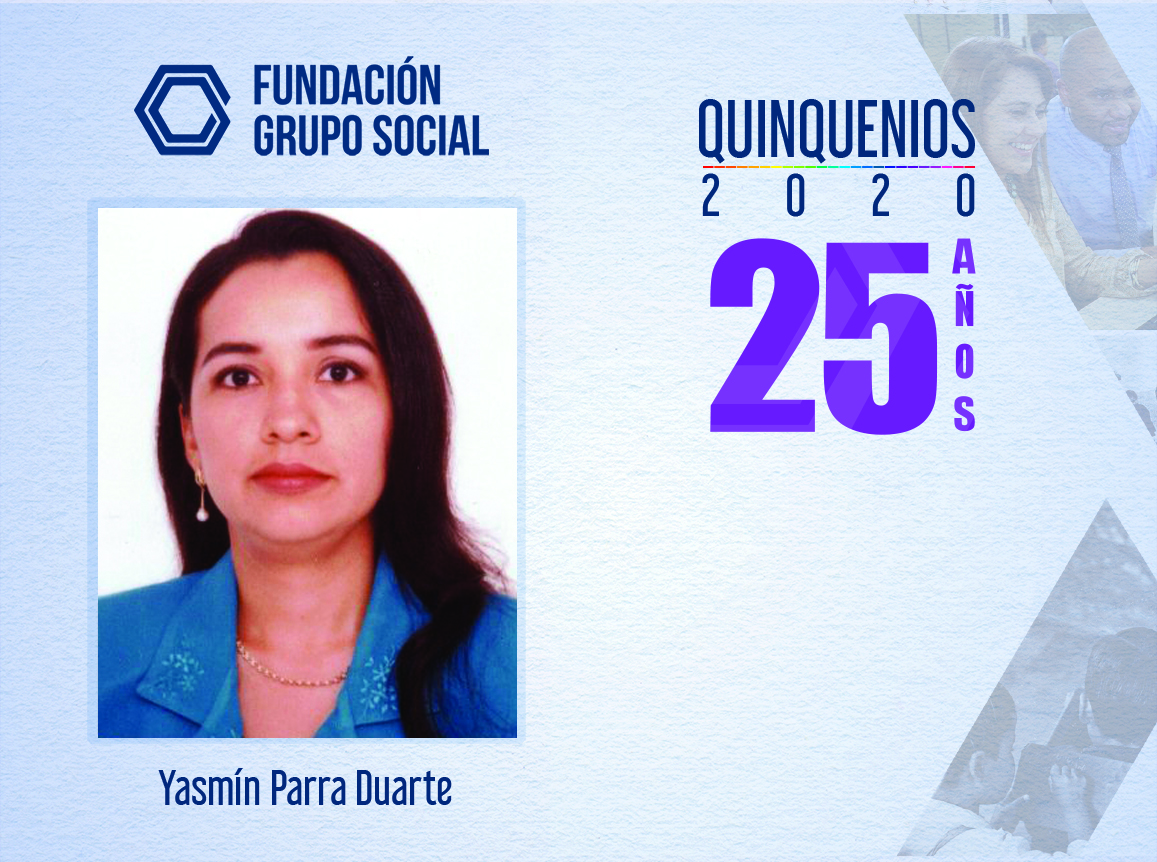 FUNDACIÓN
GRUPO SOCIAL
QUINQUENIOS
2020
25
AÑOS
Yasmín Parra Duarte